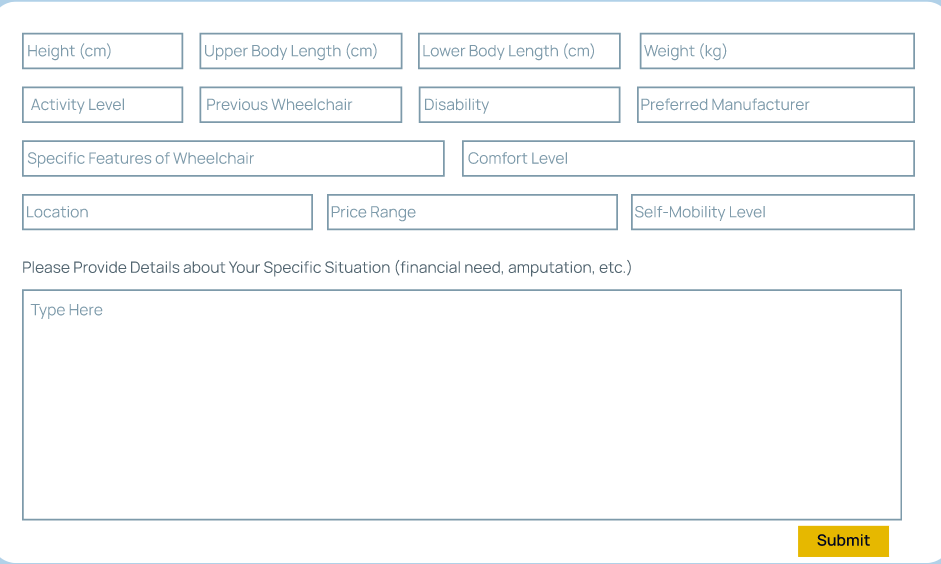 Height (cm) Upper Body Length (cm) Lower Body Length (cm) Weight (kg)
Activity Level Previous Wheelchair Disability Preferred Manufacturer
Specific Features of Wheelchair Comfort Level
Location Price Range Self-Mobility Level
Please Provide Details about Your Specific Situation (financial need, amputation, etc.)
Type Here
Submit